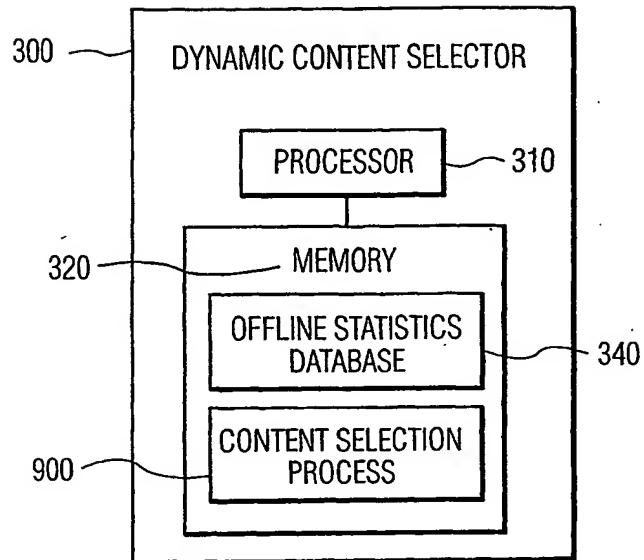 300
DYNAMIC CONTENT SELECTOR
PROCESSOR
310
320
MEMORY
OFFLINE STATISTICS
DATABASE
340
CONTENT SELECTION
PROCESS
900